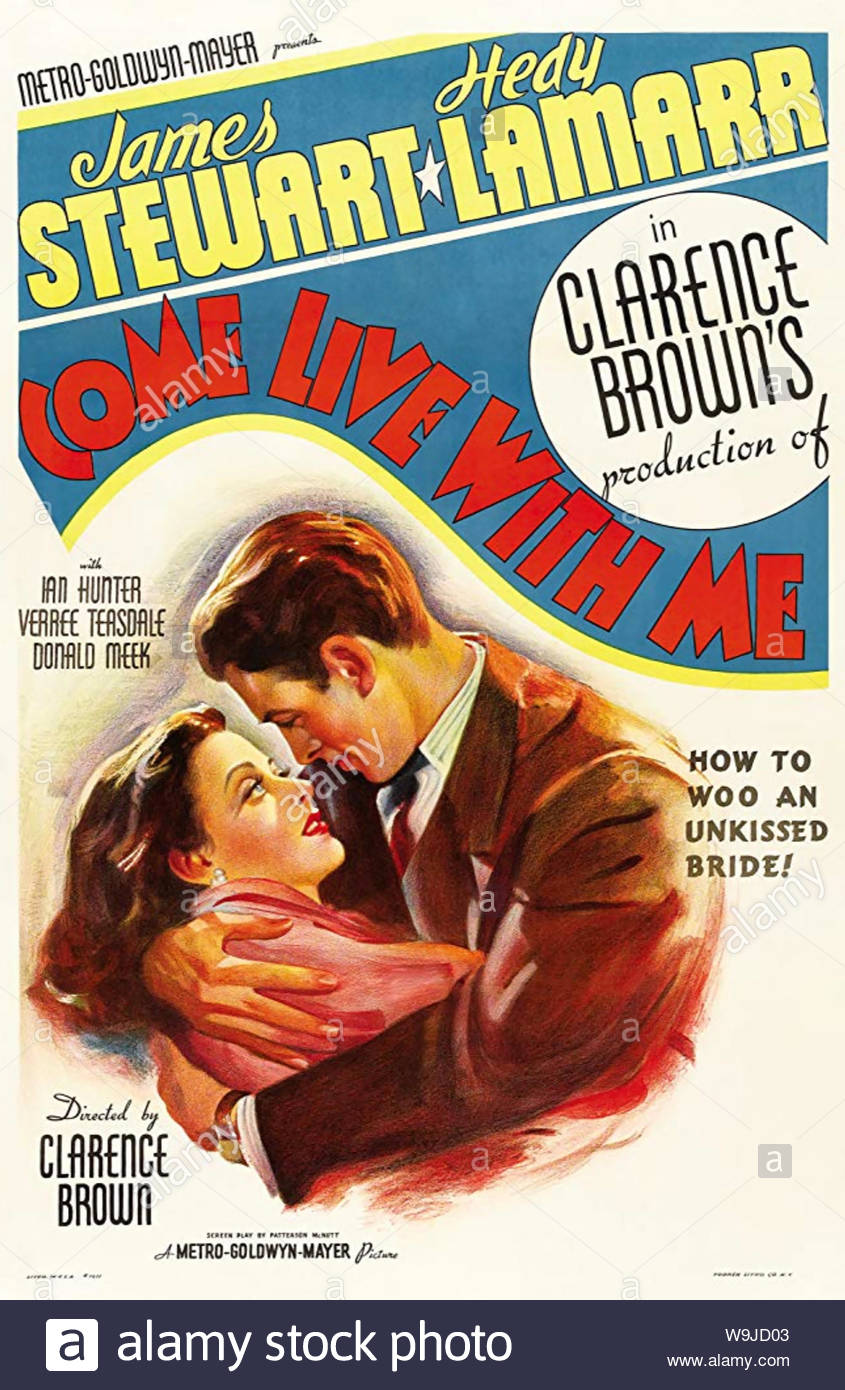 METRO-GOLDWYN-MAYER presents
James Hedy
STEWART LAMARR
in
CLARENCE
BROWN'S
production of
COME LIVE WITH ME
with
IAN HUNTER
VERREE TEASDALE
DONALD MEEK
HOW TO
WOO AN
UNKISSED
BRIDE!
Directed by
CLARENCE
BROWN
SCREEN PLAY BY PATTERSON McNUTT
A METRO-GOLDWYN-MAYER Picture
alamy
a alamy stock photo
W9JD03
www.alamy.com